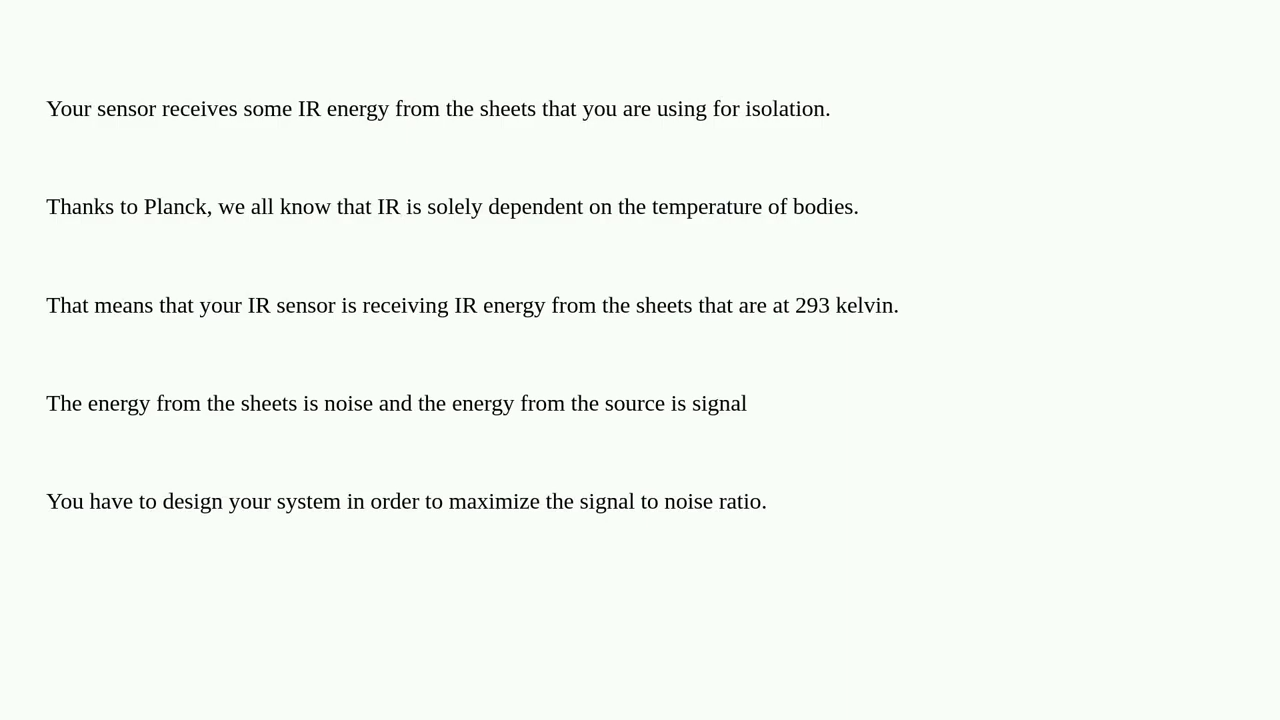 Your sensor receives some IR energy from the sheets that you are using for isolation.
Thanks to Planck, we all know that IR is solely dependent on the temperature of bodies.
That means that your IR sensor is receiving IR energy from the sheets that are at 293 kelvin.
The energy from the sheets is noise and the energy from the source is signal
You have to design your system in order to maximize the signal to noise ratio.